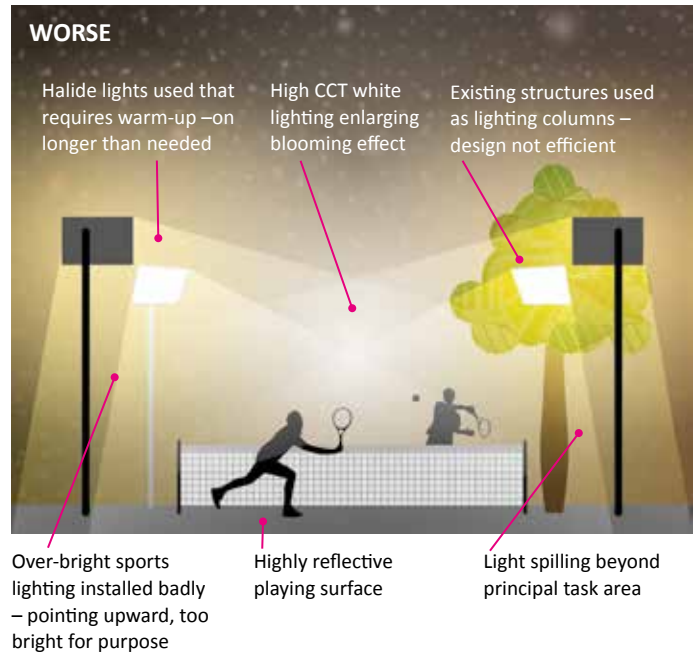 WORSE
Halide lights used that
requires warm-up –on
longer than needed
High CCT white
lighting enlarging
blooming effect
Existing structures used
as lighting columns –
design not efficient
Over-bright sports
lighting installed badly
– pointing upward, too
bright for purpose
Highly reflective
playing surface
Light spilling beyond
principal task area